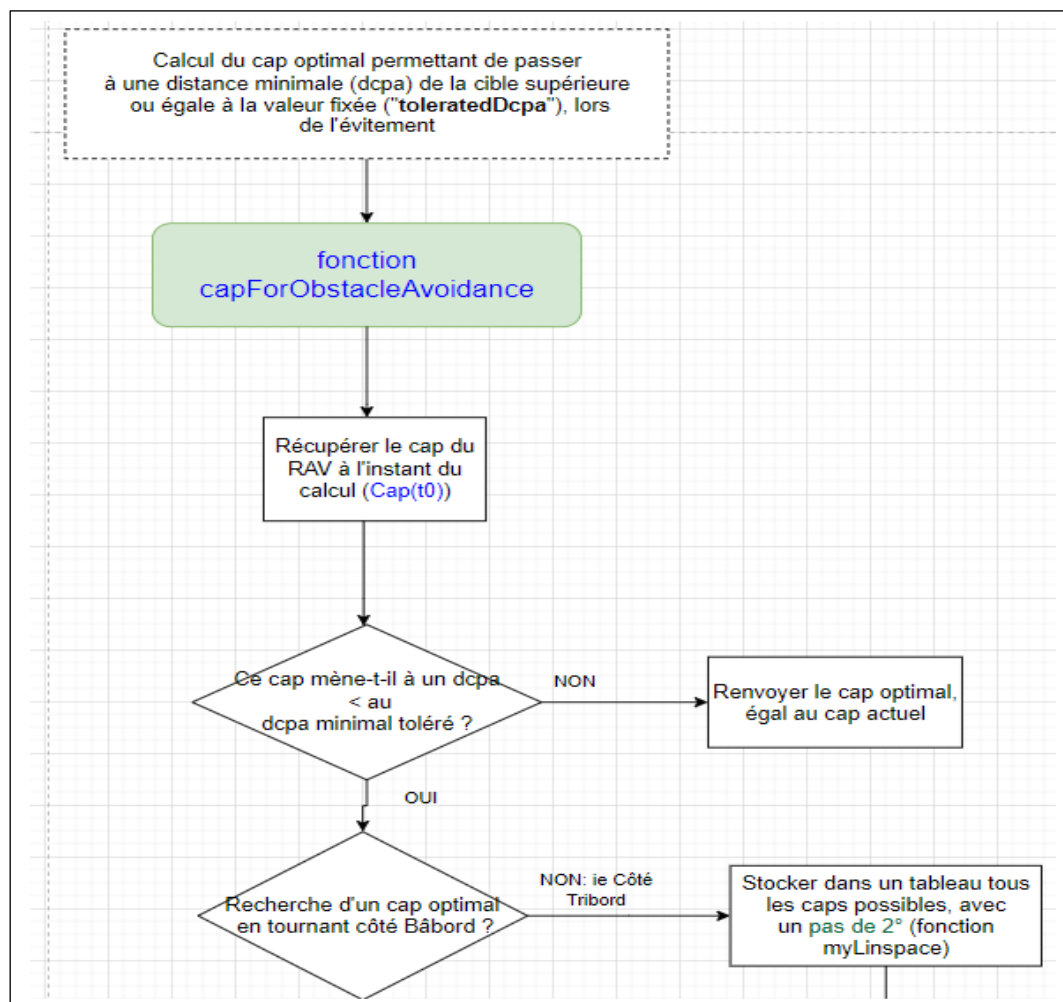 Calcul du cap optimal permettant de passer
à une distance minimale (dcpa) de la cible supérieure
ou égale à la valeur fixée ("toleratedDcpa"), lors
de l'évitement
fonction
capForObstacleAvoidance
Récupérer le cap du
RAV à l'instant du
calcul (Cap(t0))
Ce cap mène-t-il à un dcpa
< au
dcpa minimal toléré ?
NON
Renvoyer le cap optimal,
égal au cap actuel
OUI
Recherche d'un cap optimal
en tournant côté Bâbord ?
NON: ie Côté
Tribord
Stocker dans un tableau tous
les caps possibles, avec
un pas de 2° (fonction
myLinspace)